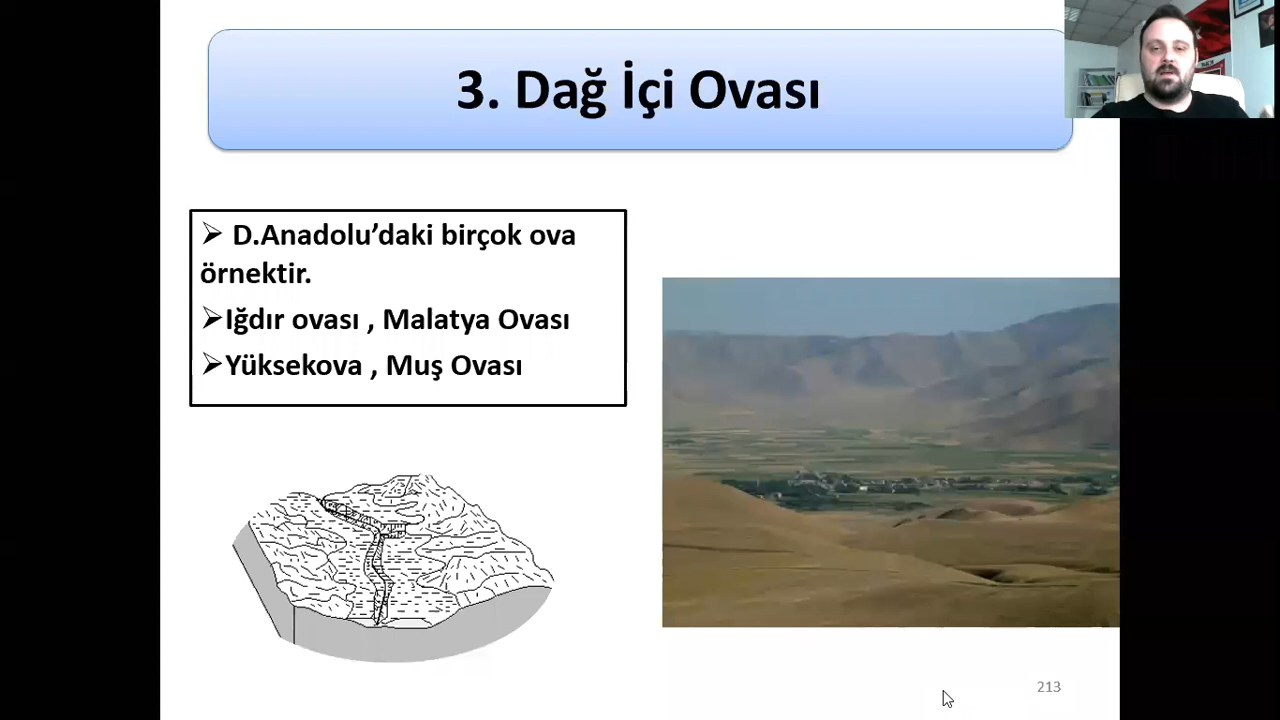 3. Dağ İçi Ovası
➢ D.Anadolu’daki birçok ova
örnektir.
➢Iğdır ovası , Malatya Ovası
➢Yüksekova , Muş Ovası
213